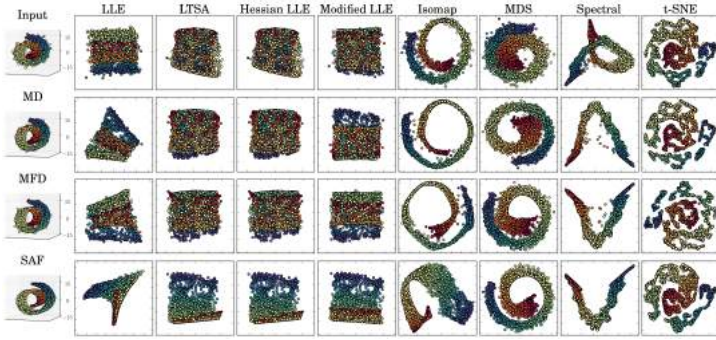 Input LLE LTSA Hessian LLE Modified LLE Isomap MDS Spectral t-SNE
MD
MFD
SAF